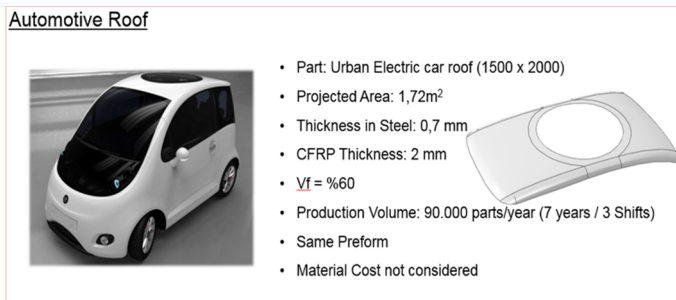 Automotive Roof
• Part: Urban Electric car roof (1500 x 2000)
• Projected Area: 1,72m²
• Thickness in Steel: 0,7 mm
• CFRP Thickness: 2 mm
• Vf = %60
• Production Volume: 90.000 parts/year (7 years / 3 Shifts)
• Same Preform
• Material Cost not considered